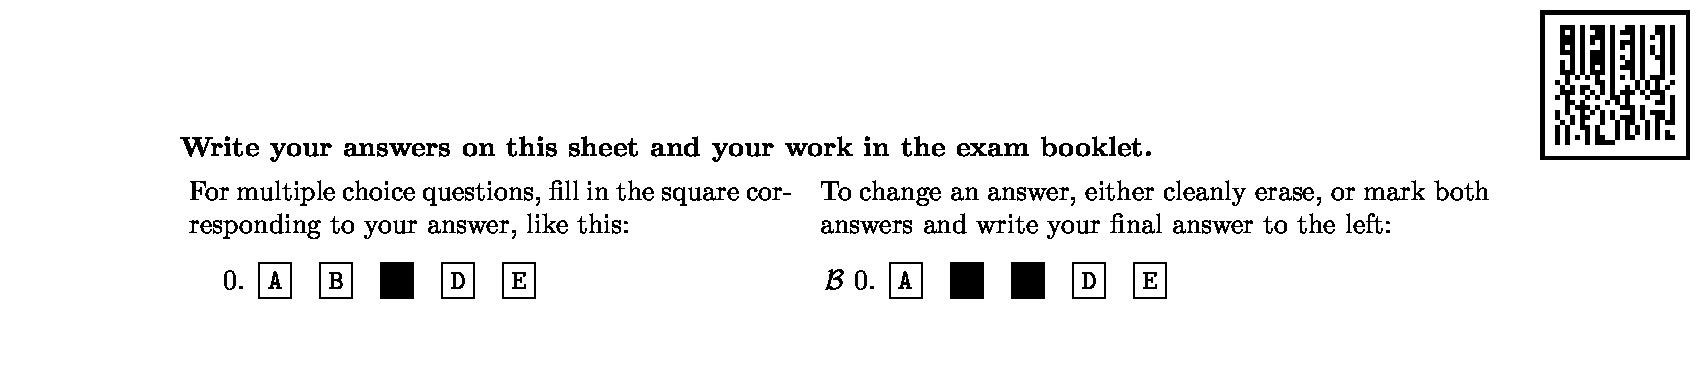 Write your answers on this sheet and your work in the exam booklet.
For multiple choice questions, fill in the square cor-
responding to your answer, like this:
0. A B D E
To change an answer, either cleanly erase, or mark both
answers and write your final answer to the left:
B 0. A D E